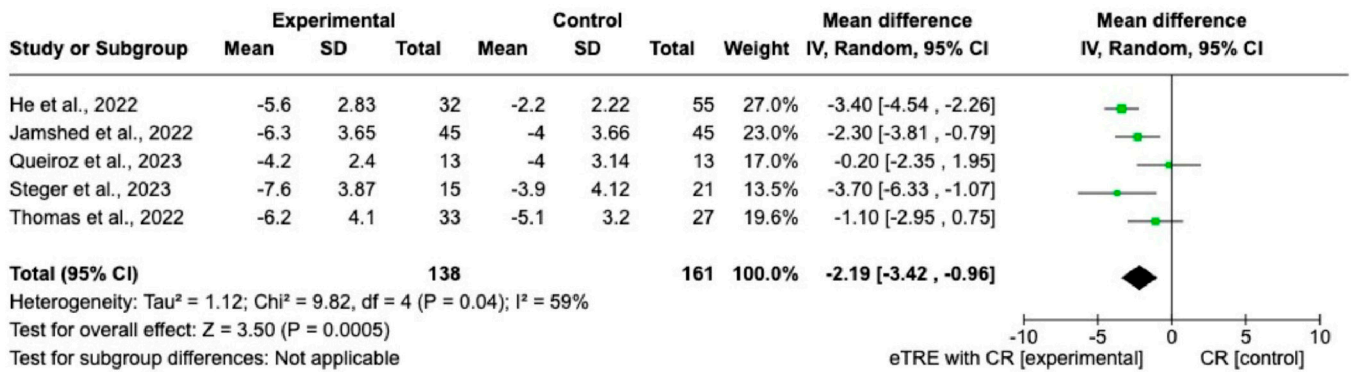 Experimental Control Mean difference Mean difference
Study or Subgroup Mean SD Total Mean SD Total Weight IV, Random, 95% CI IV, Random, 95% CI
He et al., 2022 -5.6 2.83 32 -2.2 2.22 55 27.0% -3.40 [-4.54 , -2.26]
Jamshed et al., 2022 -6.3 3.65 45 -4 3.66 45 23.0% -2.30 [-3.81 , -0.79]
Queiroz et al., 2023 -4.2 2.4 13 -4 3.14 13 17.0% -0.20 [-2.35 , 1.95]
Steger et al., 2023 -7.6 3.87 15 -3.9 4.12 21 13.5% -3.70 [-6.33 , -1.07]
Thomas et al., 2022 -6.2 4.1 33 -5.1 3.2 27 19.6% -1.10 [-2.95 , 0.75]
Total (95% CI) 138 161 100.0% -2.19 [-3.42 , -0.96]
Heterogeneity: Tau² = 1.12; Chi² = 9.82, df = 4 (P = 0.04); I² = 59%
Test for overall effect: Z = 3.50 (P = 0.0005)
-10 -5 0 5 10
Test for subgroup differences: Not applicable eTRE with CR [experimental] CR [control]